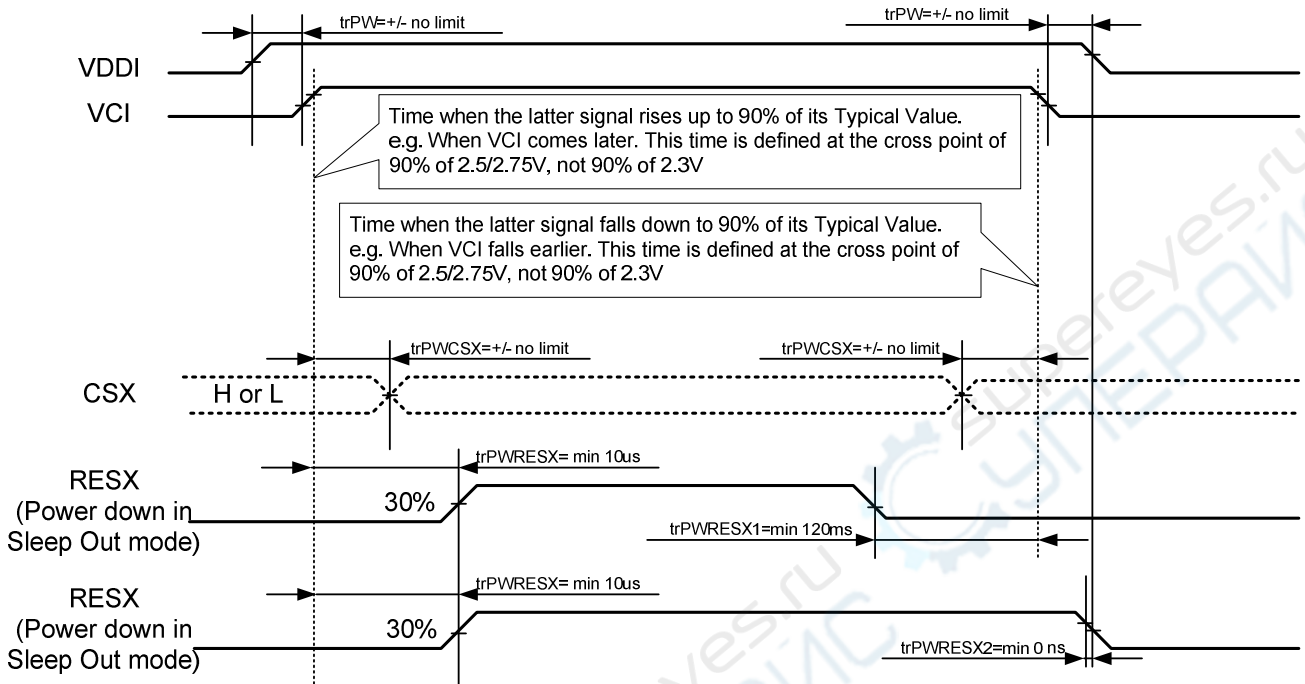 trPW=+/- no limit
trPW=+/- no limit
VDDI
VCI
Time when the latter signal rises up to 90% of its Typical Value.
e.g. When VCI comes later. This time is defined at the cross point of
90% of 2.5/2.75V, not 90% of 2.3V
Time when the latter signal falls down to 90% of its Typical Value.
e.g. When VCI falls earlier. This time is defined at the cross point of
90% of 2.5/2.75V, not 90% of 2.3V
trPWCSX=+/- no limit
trPWCSX=+/- no limit
CSX
H or L
trPWRESX= min 10us
RESX
(Power down in
Sleep Out mode)
30%
trPWRESX1=min 120ms
trPWRESX= min 10us
RESX
(Power down in
Sleep Out mode)
30%
trPWRESX2=min 0 ns
supereyes.ru